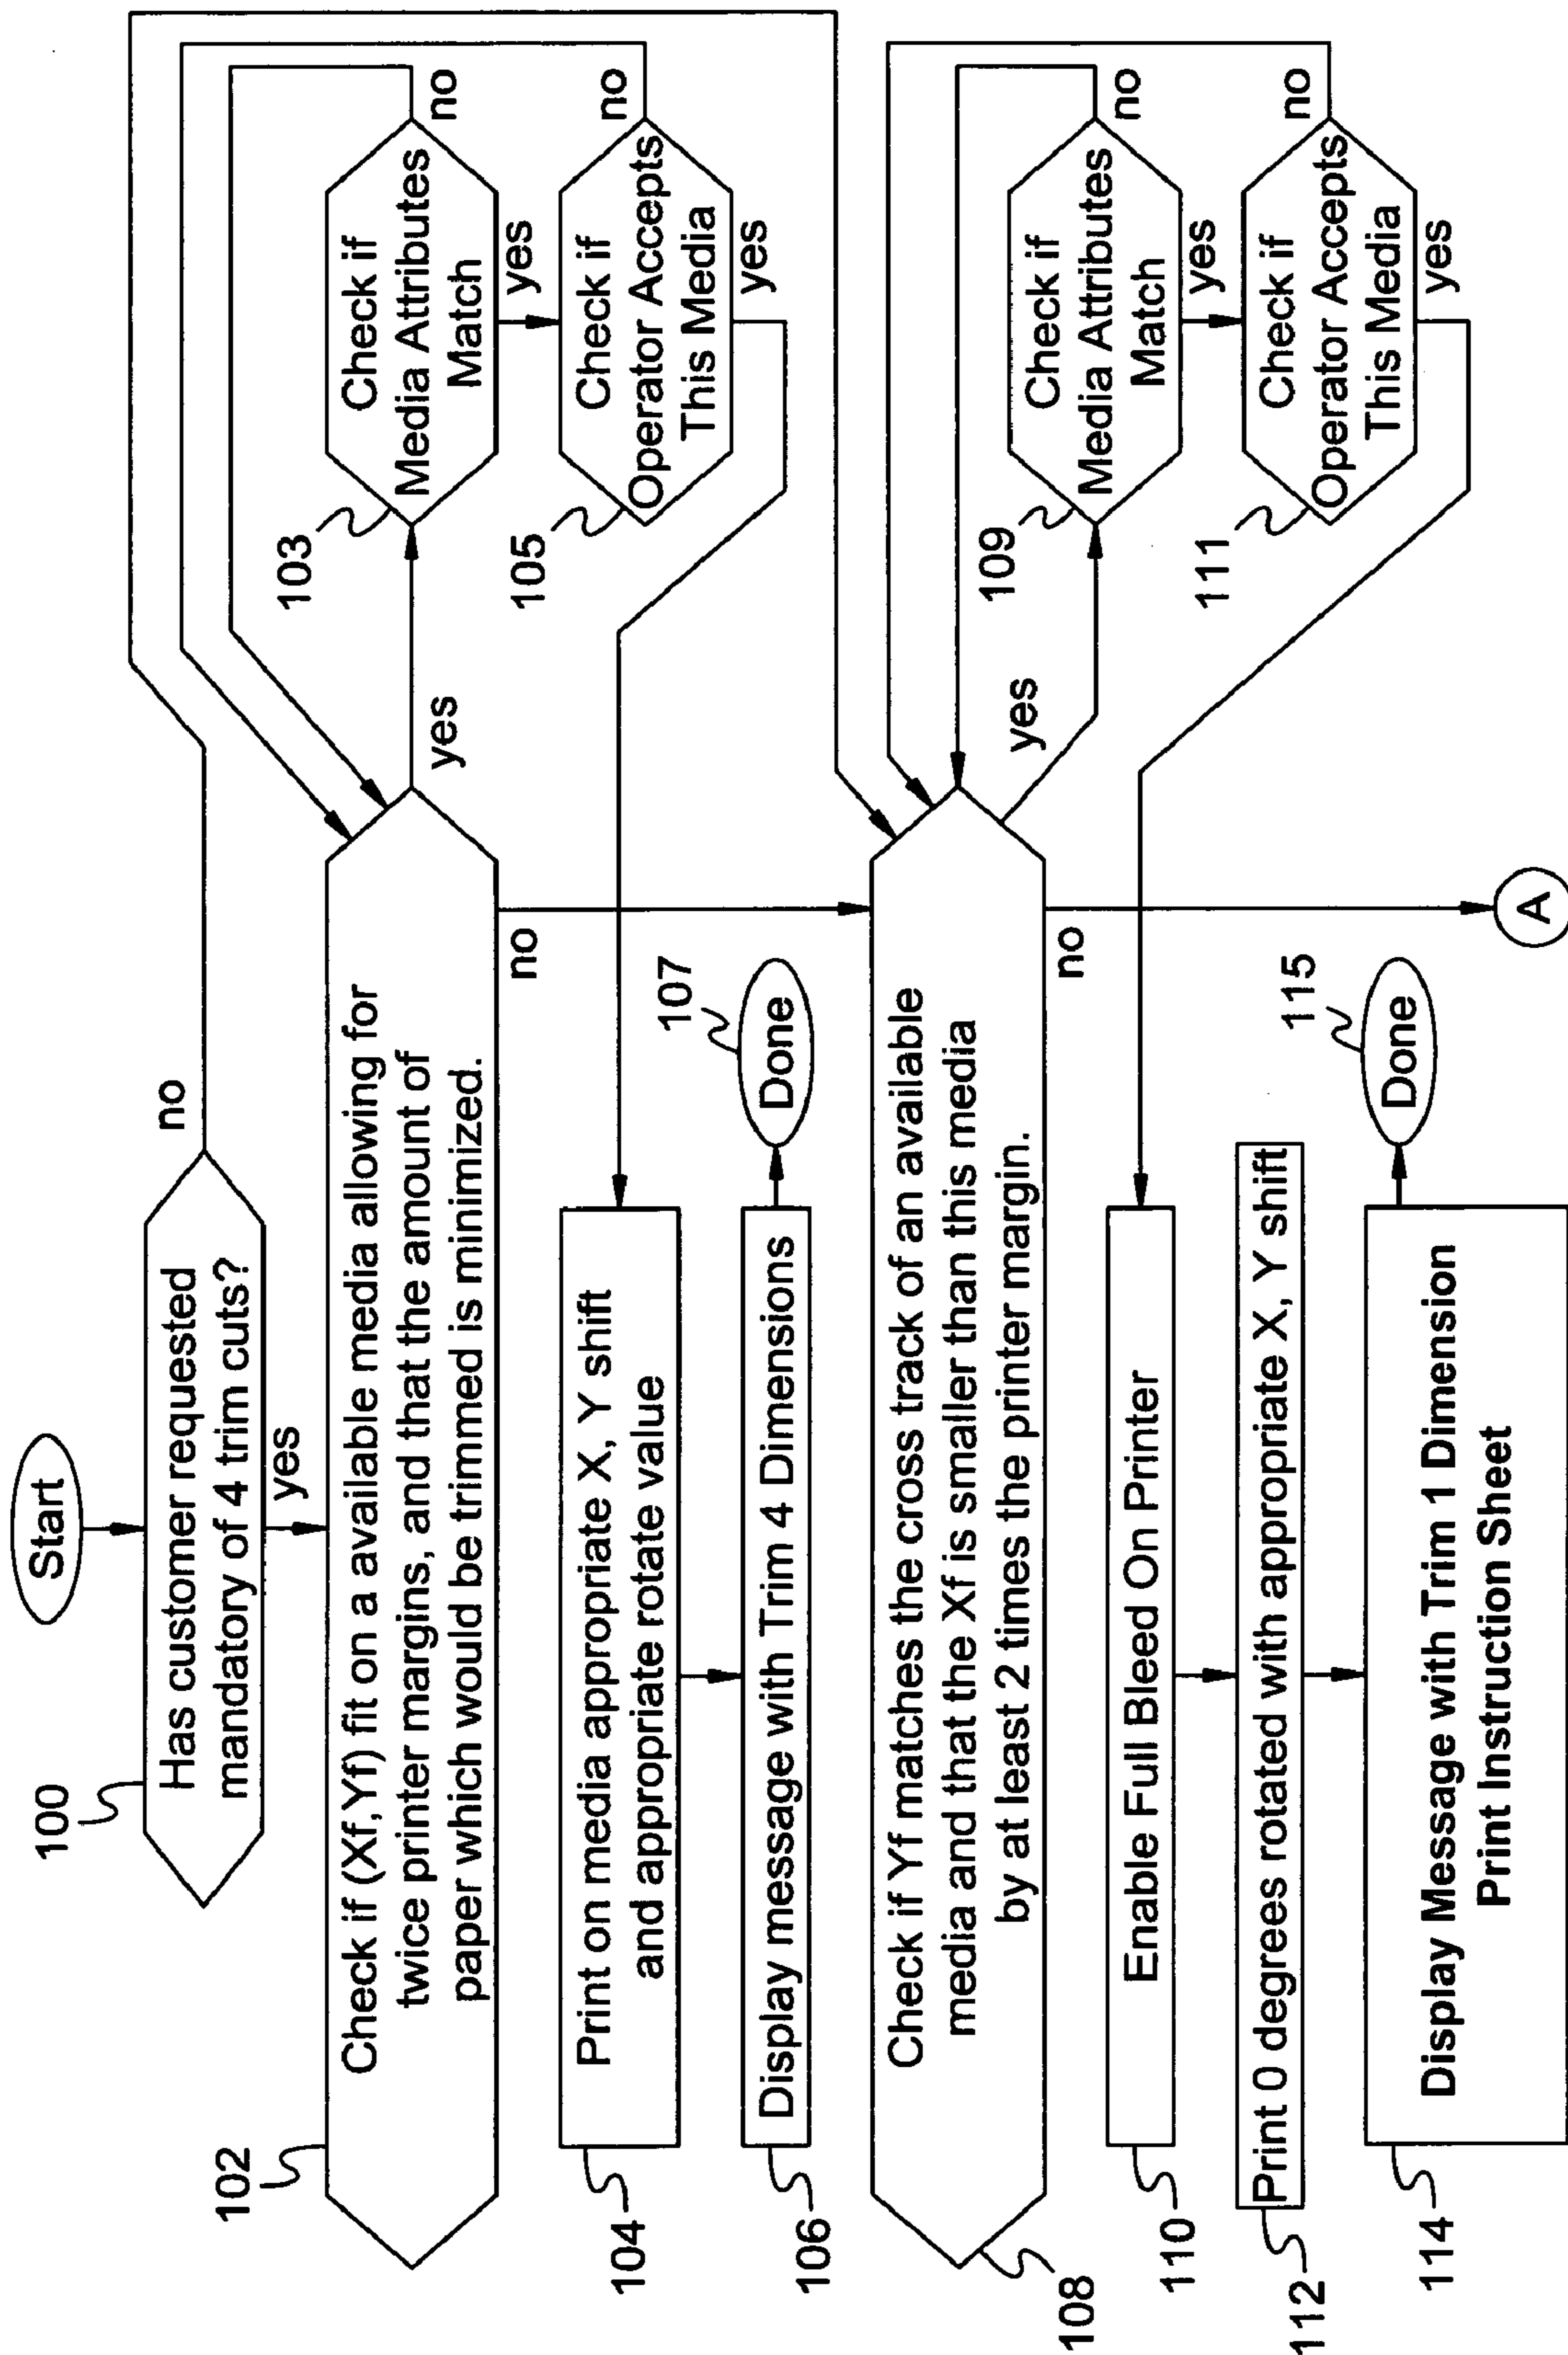 Start
100
Has customer requested
mandatory of 4 trim cuts?
no
yes
102
Check if (Xf,Yf) fit on a available media allowing for
twice printer margins, and that the amount of
paper which would be trimmed is minimized.
yes
no
103
Check if
Media Attributes
Match
no
yes
105
Check if
Operator Accepts
This Media
no
yes
104
Print on media appropriate X, Y shift
and appropriate rotate value
106
Display message with Trim 4 Dimensions
107
Done
108
Check if Yf matches the cross track of an available
media and that the Xf is smaller than this media
by at least 2 times the printer margin.
yes
no
109
Check if
Media Attributes
Match
no
yes
111
Check if
Operator Accepts
This Media
no
yes
110
Enable Full Bleed On Printer
112
Print 0 degrees rotated with appropriate X, Y shift
114
Display Message with Trim 1 Dimension
Print Instruction Sheet
115
Done
A